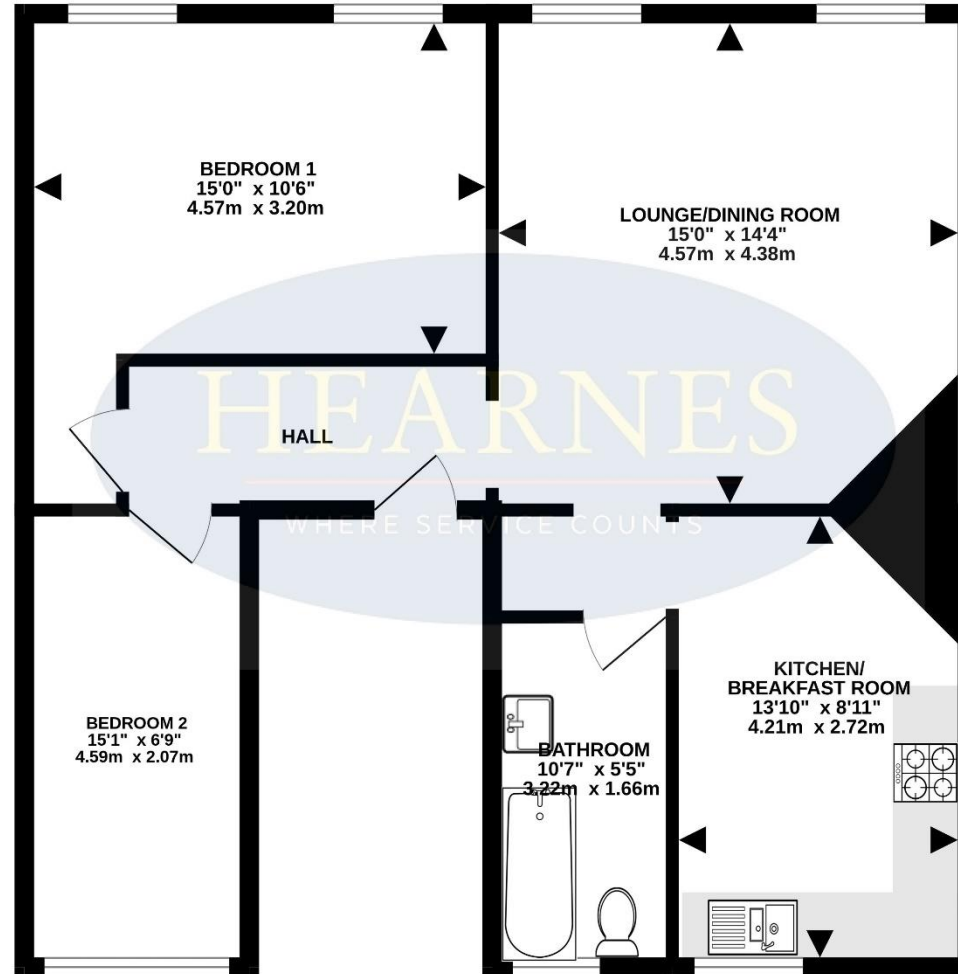 BEDROOM 1
15'0" x 10'6"
4.57m x 3.20m
LOUNGE/DINING ROOM
15'0" x 14'4"
4.57m x 4.38m
HEARNES
HALL
WHERE SERVICE COUNTS
BEDROOM 2
15'1" x 6'9"
4.59m x 2.07m
BATHROOM
10'7" x 5'5"
3.22m x 1.66m
KITCHEN/
BREAKFAST ROOM
13'10" x 8'11"
4.21m x 2.72m